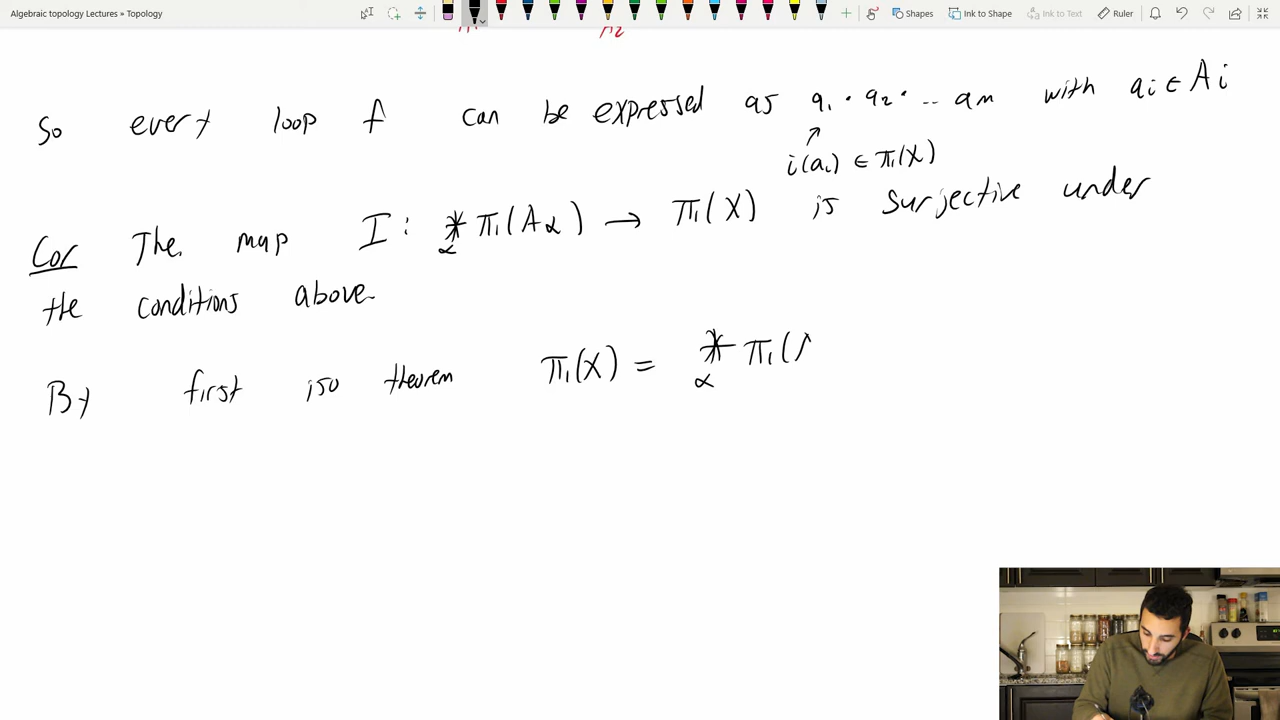 Algebraic topology Lectures » Topology
Shapes
Ink to Shape
Ink to Text
Ruler
So every loop f can be expressed as a₁ · a₂ · .. aₙ with aᵢ ∈ Aᵢ
i(aᵢ) ∈ π₁(X)
Cor The map I : *α π₁(Aα) → π₁(X) is surjective under
the conditions above.
By first iso theorem π₁(X) = *α π₁(